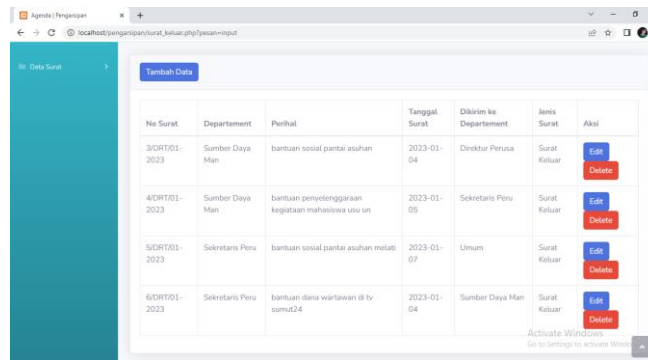 Agenda | Pengarsipan
localhost/pengarsipan/surat_keluar.php?pesan=input
Data Surat
Tambah Data
No Surat Departement Perihal Tanggal Surat Dikirim ke Departement Jenis Surat Aksi
3/DRT/01-2023 Sumber Daya Man bantuan sosial pantai asuhan 2023-01-04 Direktur Perusa Surat Keluar Edit Delete
4/DRT/01-2023 Sumber Daya Man bantuan penyelenggaraan kegiataan mahasiswa usu un 2023-01-05 Sekretaris Peru Surat Keluar Edit Delete
5/DRT/01-2023 Sekretaris Peru bantuan sosial pantai asuhan melati 2023-01-07 Umum Surat Keluar Edit Delete
6/DRT/01-2023 Sekretaris Peru bantuan dana wartawan di tv sumut24 2023-01-04 Sumber Daya Man Surat Keluar Edit Delete
Activate Windows
Go to Settings to activate Windo